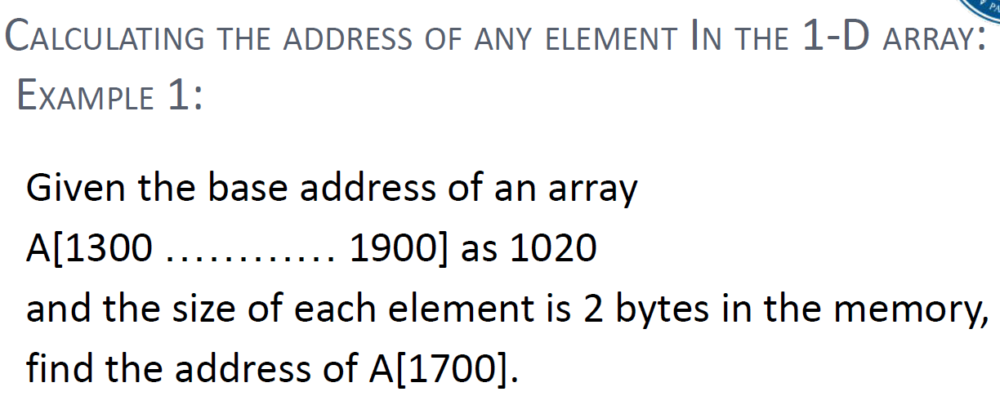 CALCULATING THE ADDRESS OF ANY ELEMENT IN THE 1-D ARRAY:
EXAMPLE 1:
Given the base address of an array
A[1300 ............ 1900] as 1020
and the size of each element is 2 bytes in the memory,
find the address of A[1700].